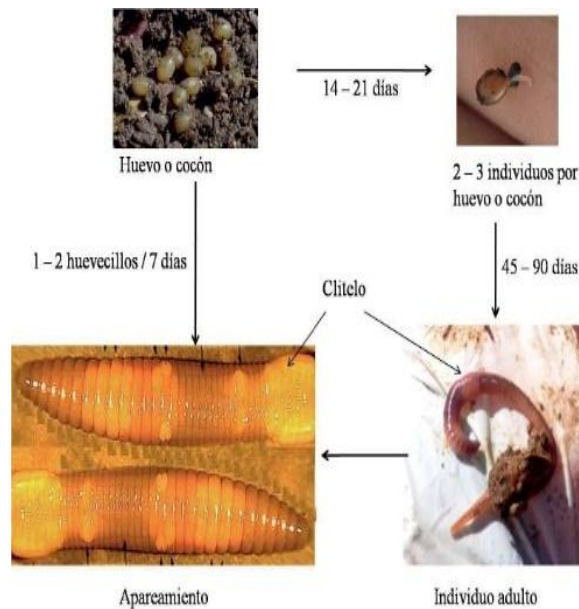 14 – 21 días
Huevo o cocón
2 – 3 individuos por
huevo o cocón
1 – 2 huevecillos / 7 días
45 – 90 días
Clitelo
Apareamiento
Individuo adulto